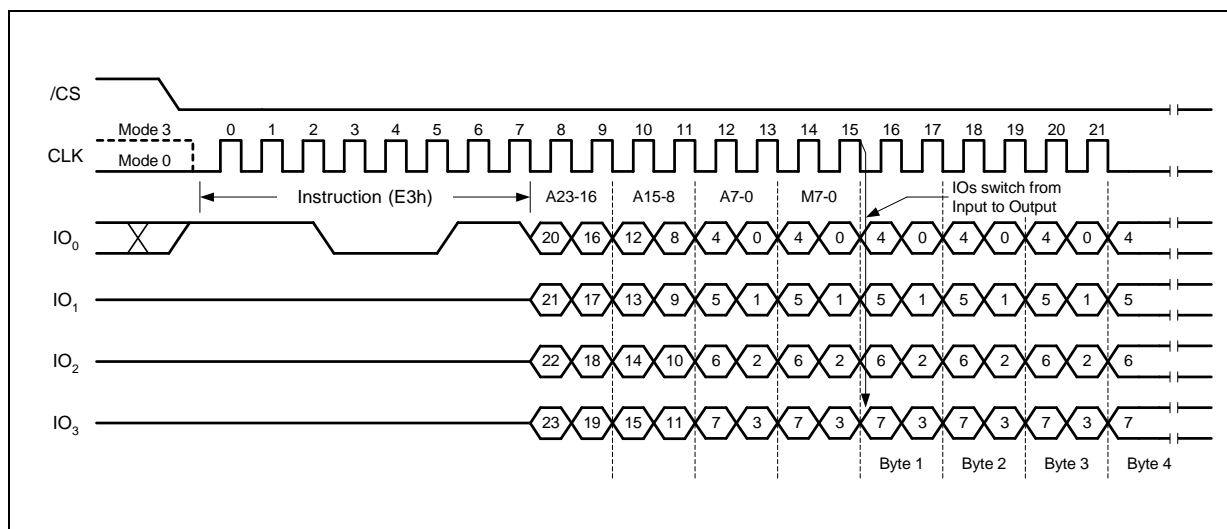 /CS
Mode 3 0 1 2 3 4 5 6 7 8 9 10 11 12 13 14 15 16 17 18 19 20 21
CLK
Mode 0
Instruction (E3h) A23-16 A15-8 A7-0 M7-0 IOs switch from
Input to Output
IO0 20 16 12 8 4 0 4 0 4 0 4 0 4 0 4
IO1 21 17 13 9 5 1 5 1 5 1 5 1 5 1 5
IO2 22 18 14 10 6 2 6 2 6 2 6 2 6 2 6
IO3 23 19 15 11 7 3 7 3 7 3 7 3 7 3 7
Byte 1 Byte 2 Byte 3 Byte 4